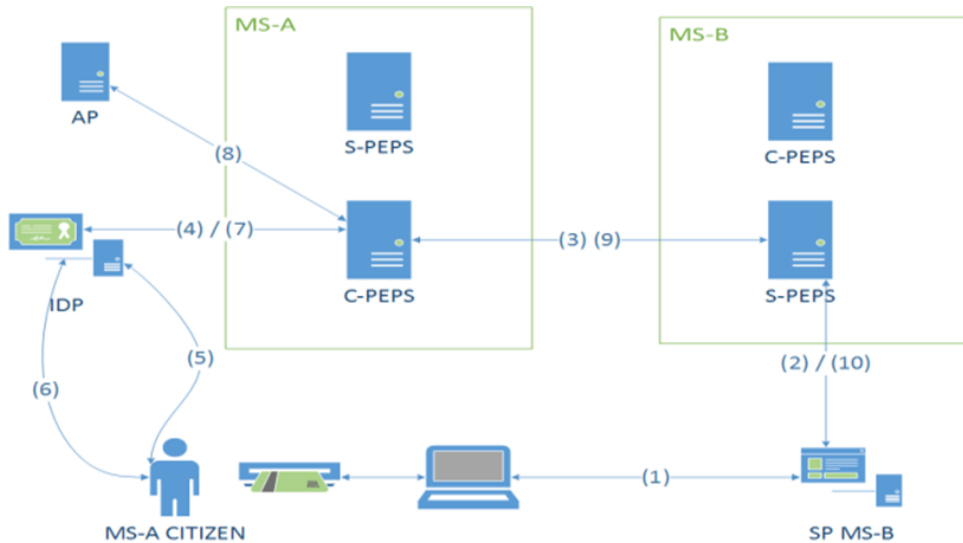 MS-A
MS-B
AP
S-PEPS
C-PEPS
(8)
(4) / (7)
(3) (9)
IDP
C-PEPS
S-PEPS
(5)
(2) / (10)
(6)
(1)
MS-A CITIZEN
SP MS-B